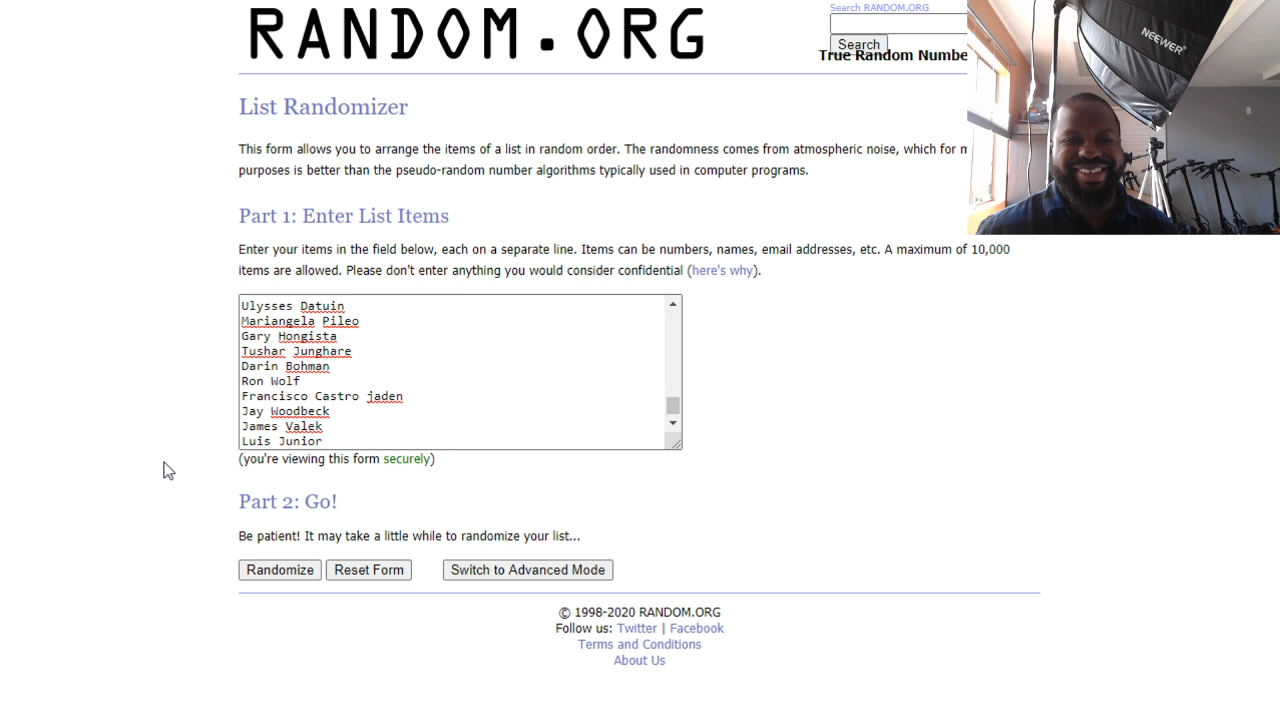 RANDOM.ORG
Search RANDOM.ORG
Search
True Random Numbe
NEEWER
List Randomizer
This form allows you to arrange the items of a list in random order. The randomness comes from atmospheric noise, which for m
purposes is better than the pseudo-random number algorithms typically used in computer programs.
Part 1: Enter List Items
Enter your items in the field below, each on a separate line. Items can be numbers, names, email addresses, etc. A maximum of 10,000
items are allowed. Please don't enter anything you would consider confidential (here's why).
Ulysses Datuin
Mariangela Pileo
Gary Hongista
Tushar Junghare
Darin Bohman
Ron Wolf
Francisco Castro jaden
Jay Woodbeck
James Valek
Luis Junior
(you're viewing this form securely)
Part 2: Go!
Be patient! It may take a little while to randomize your list...
Randomize Reset Form Switch to Advanced Mode
© 1998-2020 RANDOM.ORG
Follow us: Twitter | Facebook
Terms and Conditions
About Us